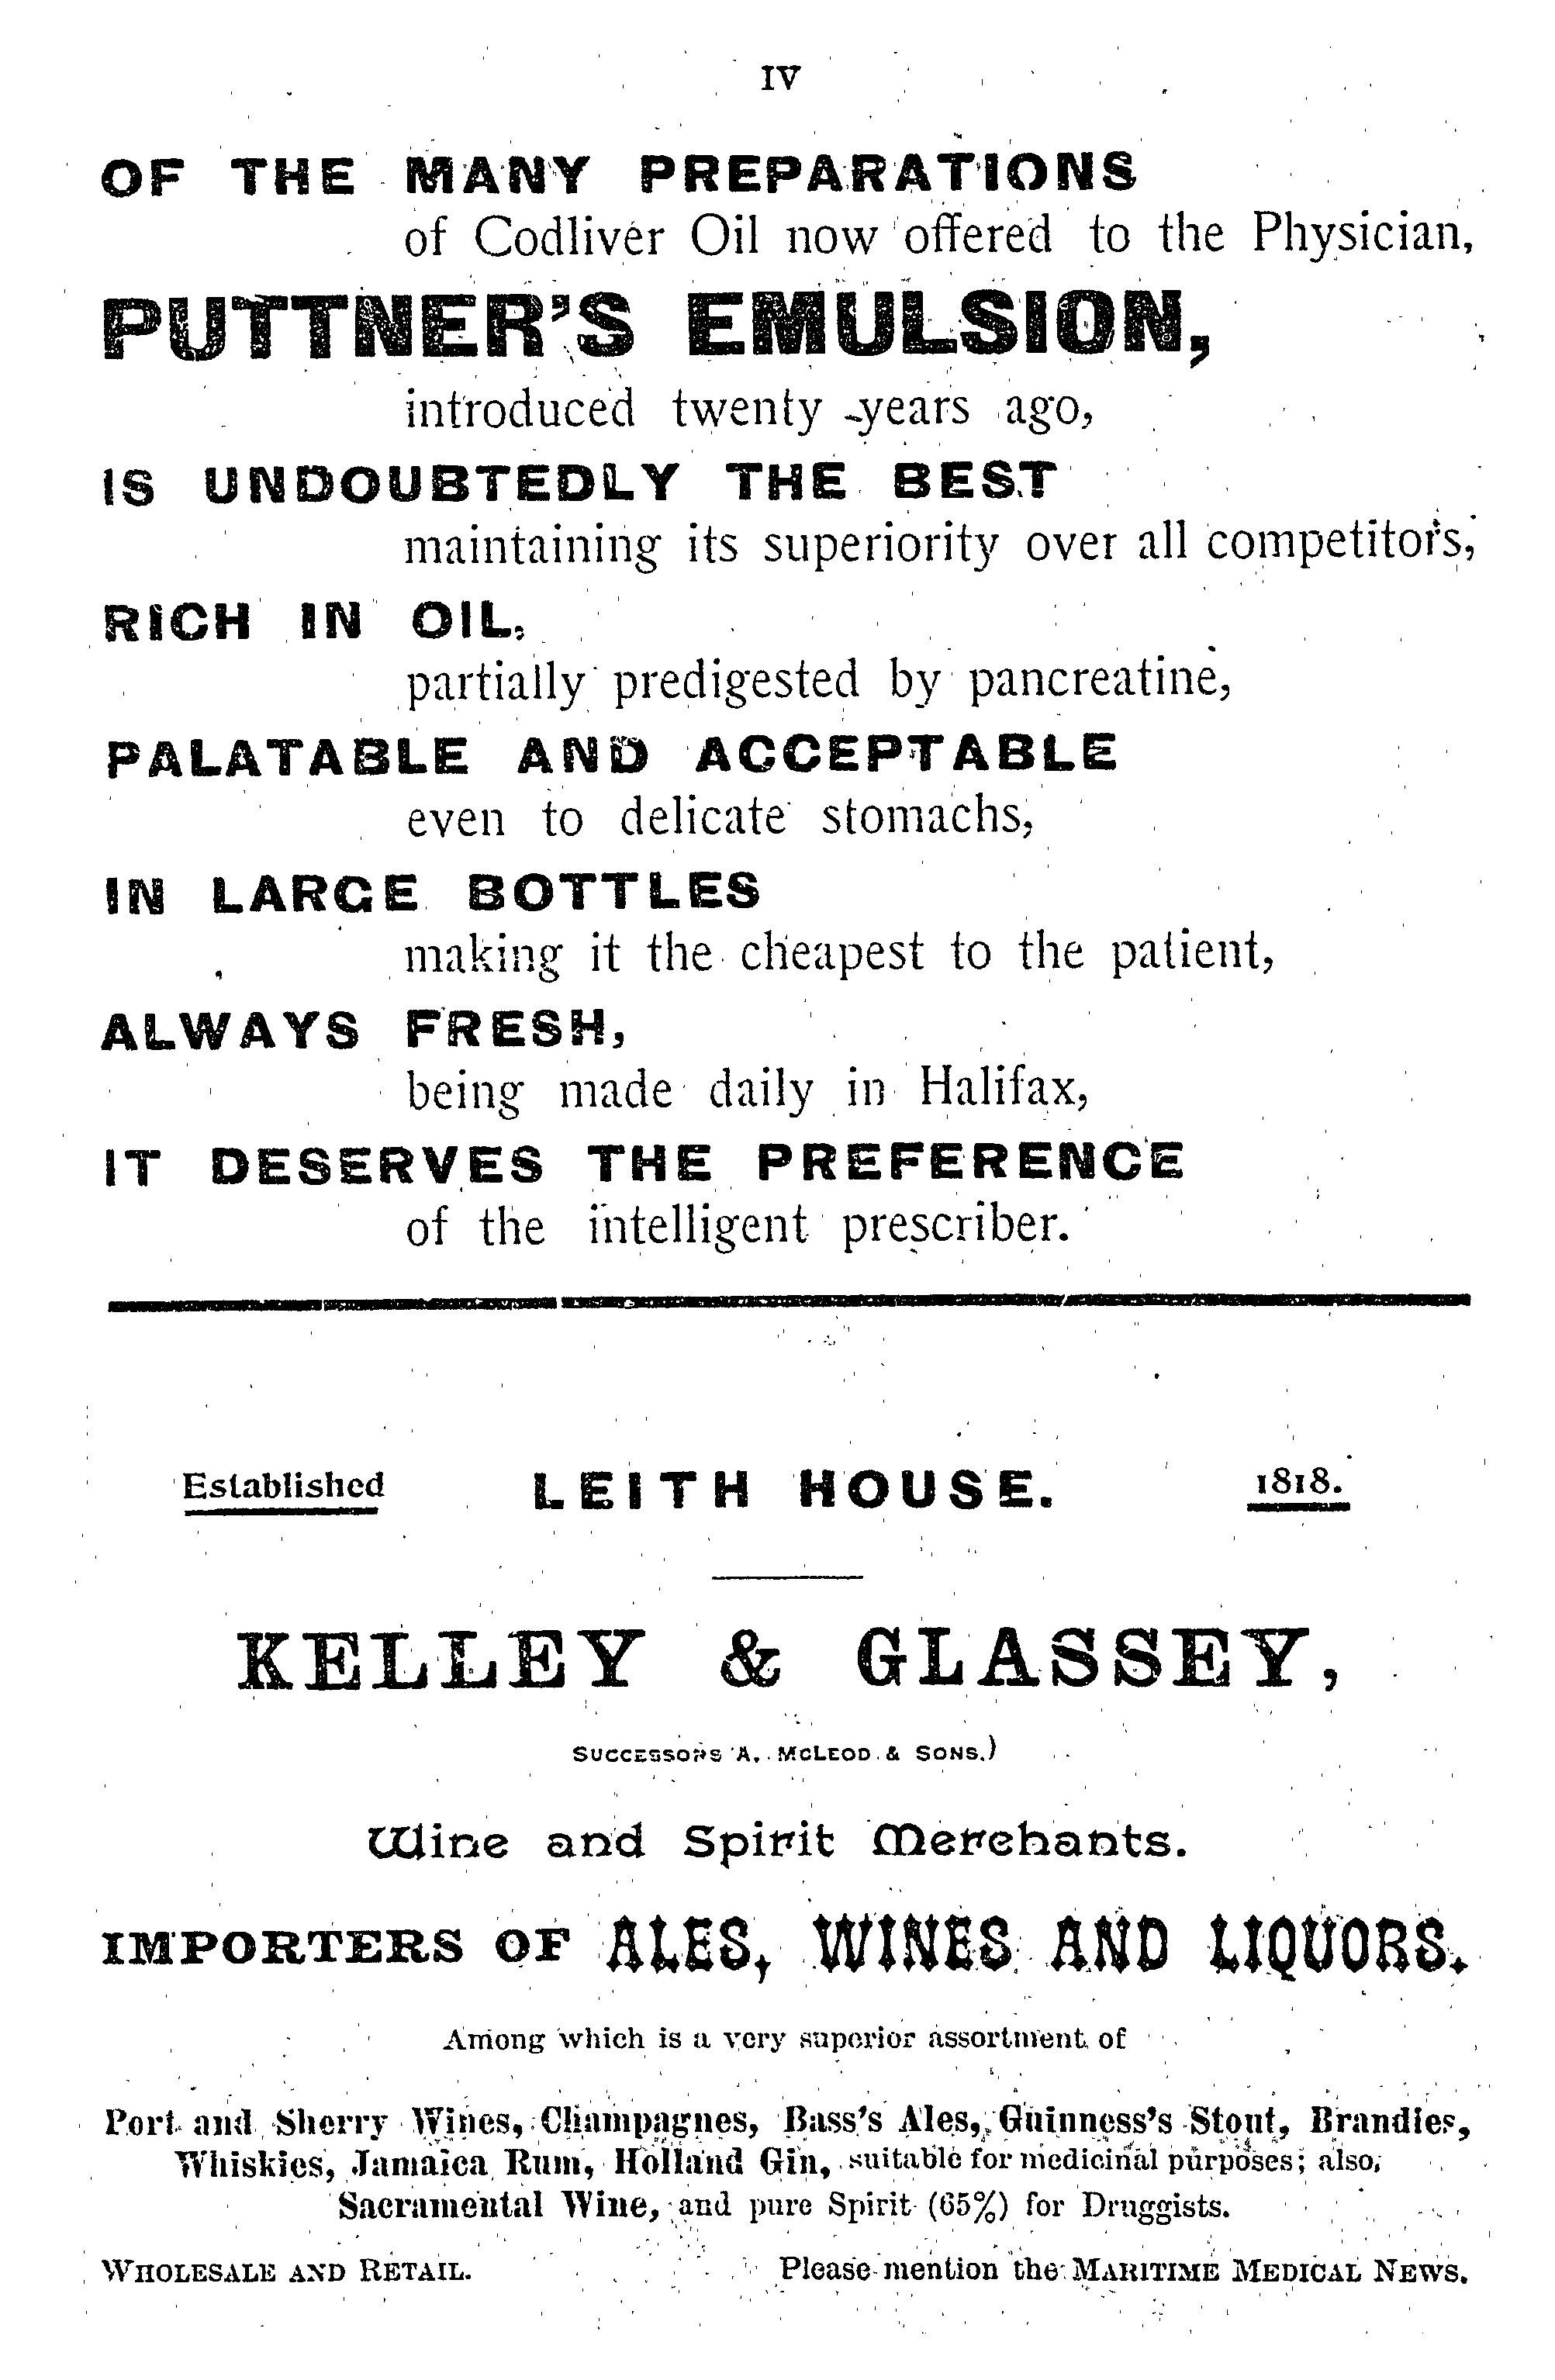 IV
OF THE MANY PREPARATIONS
of Codliver Oil now offered to the Physician,
PUTTNER'S EMULSION,
introduced twenty years ago,
IS UNDOUBTEDLY THE BEST
maintaining its superiority over all competitors,
RICH IN OIL,
partially predigested by pancreatine,
PALATABLE AND ACCEPTABLE
even to delicate stomachs,
IN LARGE BOTTLES
making it the cheapest to the patient,
ALWAYS FRESH,
being made daily in Halifax,
IT DESERVES THE PREFERENCE
of the intelligent prescriber.
Established LEITH HOUSE. 1818.
KELLEY & GLASSEY,
SUCCESSORS A. MCLEOD & SONS.)
Wine and Spirit Merchants.
IMPORTERS OF ALES, WINES AND LIQUORS.
Among which is a very superior assortment of
Port and Sherry Wines, Champagnes, Bass's Ales, Guinness's Stout, Brandies,
Whiskies, Jamaica Rum, Holland Gin, suitable for medicinal purposes; also,
Sacramental Wine, and pure Spirit (65%) for Druggists.
WHOLESALE AND RETAIL. Please mention the MARITIME MEDICAL NEWS.